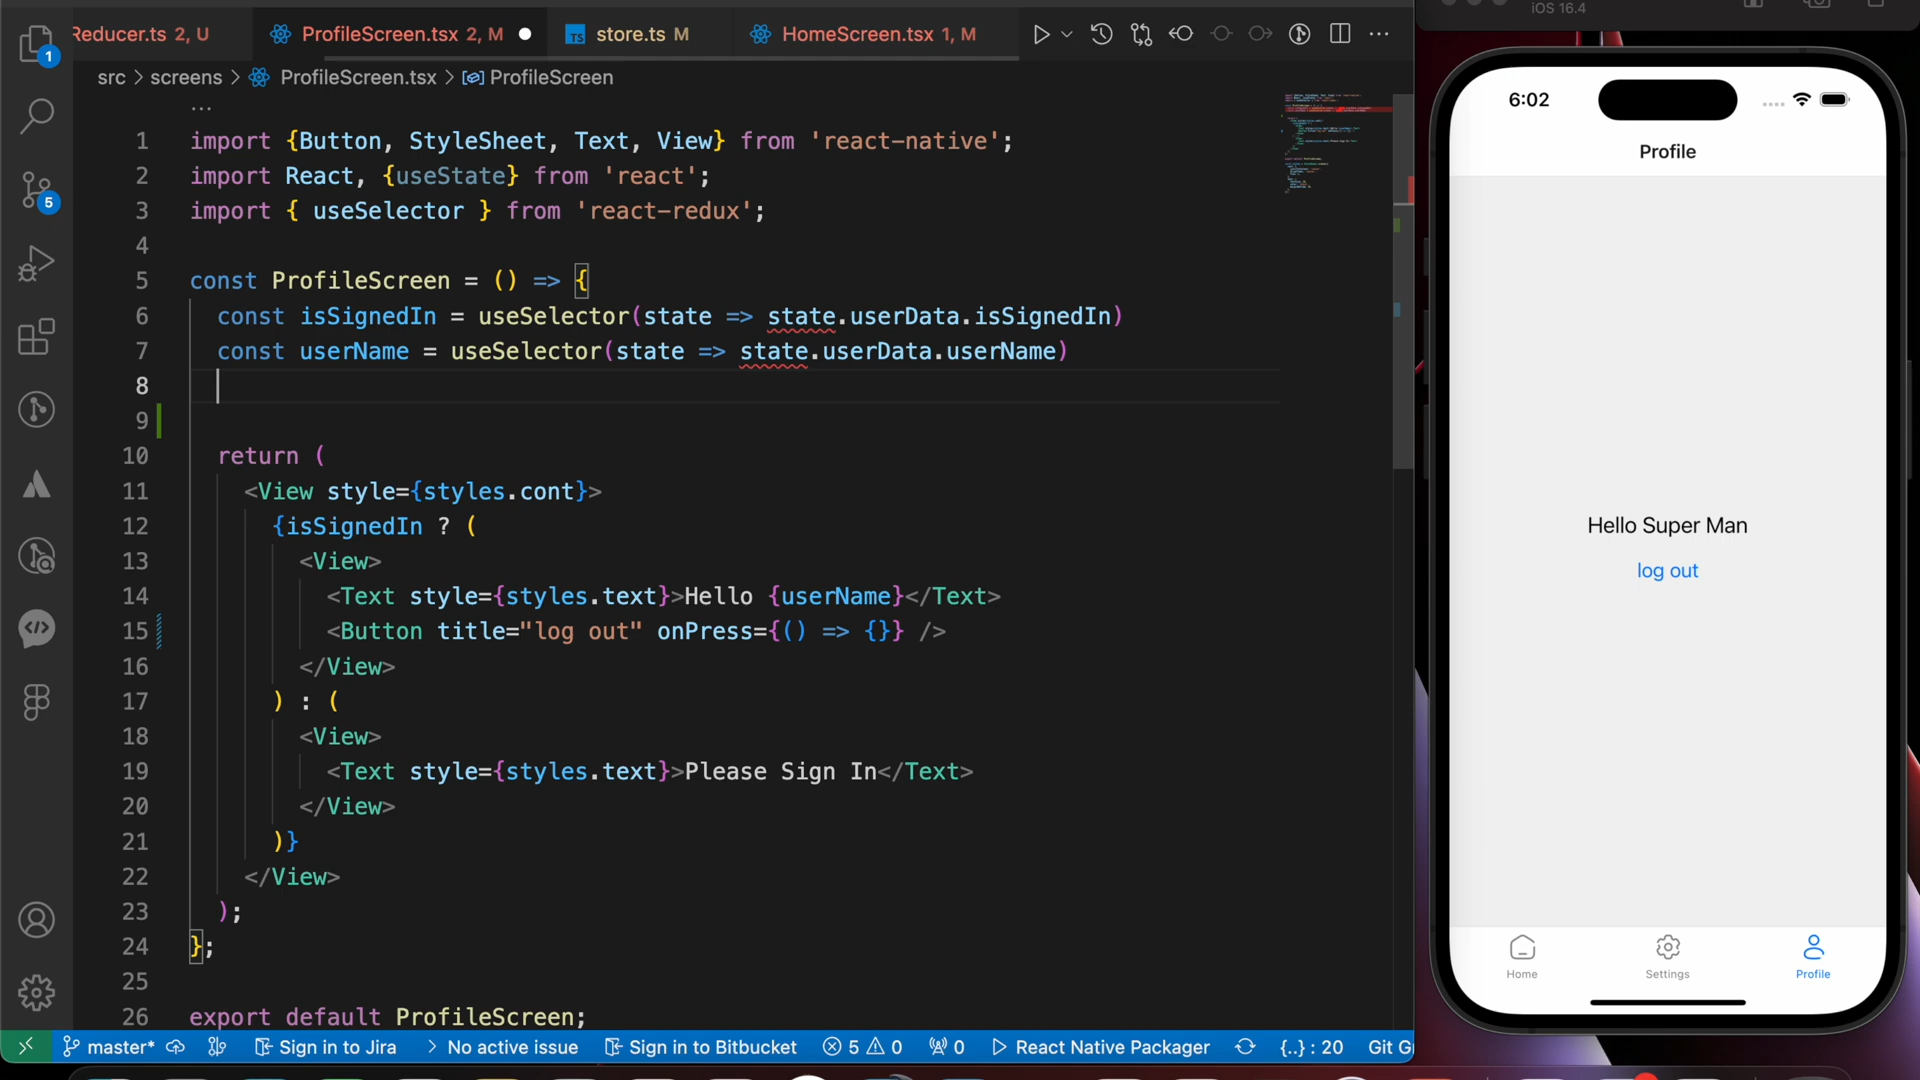 Reducer.ts 2, U
ProfileScreen.tsx 2, M
TS store.ts M
HomeScreen.tsx 1, M
src > screens > ProfileScreen.tsx > ProfileScreen
...
1 import {Button, StyleSheet, Text, View} from 'react-native';
2 import React, {useState} from 'react';
3 import { useSelector } from 'react-redux';
4
5 const ProfileScreen = () => {
6 const isSignedIn = useSelector(state => state.userData.isSignedIn)
7 const userName = useSelector(state => state.userData.userName)
8
9
10 return (
11 <View style={styles.cont}>
12 {isSignedIn ? (
13 <View>
14 <Text style={styles.text}>Hello {userName}</Text>
15 <Button title="log out" onPress={() => {}} />
16 </View>
17 ) : (
18 <View>
19 <Text style={styles.text}>Please Sign In</Text>
20 </View>
21 )}
22 </View>
23 );
24 };
25
26 export default ProfileScreen;
1
5
master* Sign in to Jira > No active issue Sign in to Bitbucket 5 0 0 React Native Packager {..} : 20 Git G
iOS 16.4
6:02
Profile
Hello Super Man
log out
Home Settings Profile